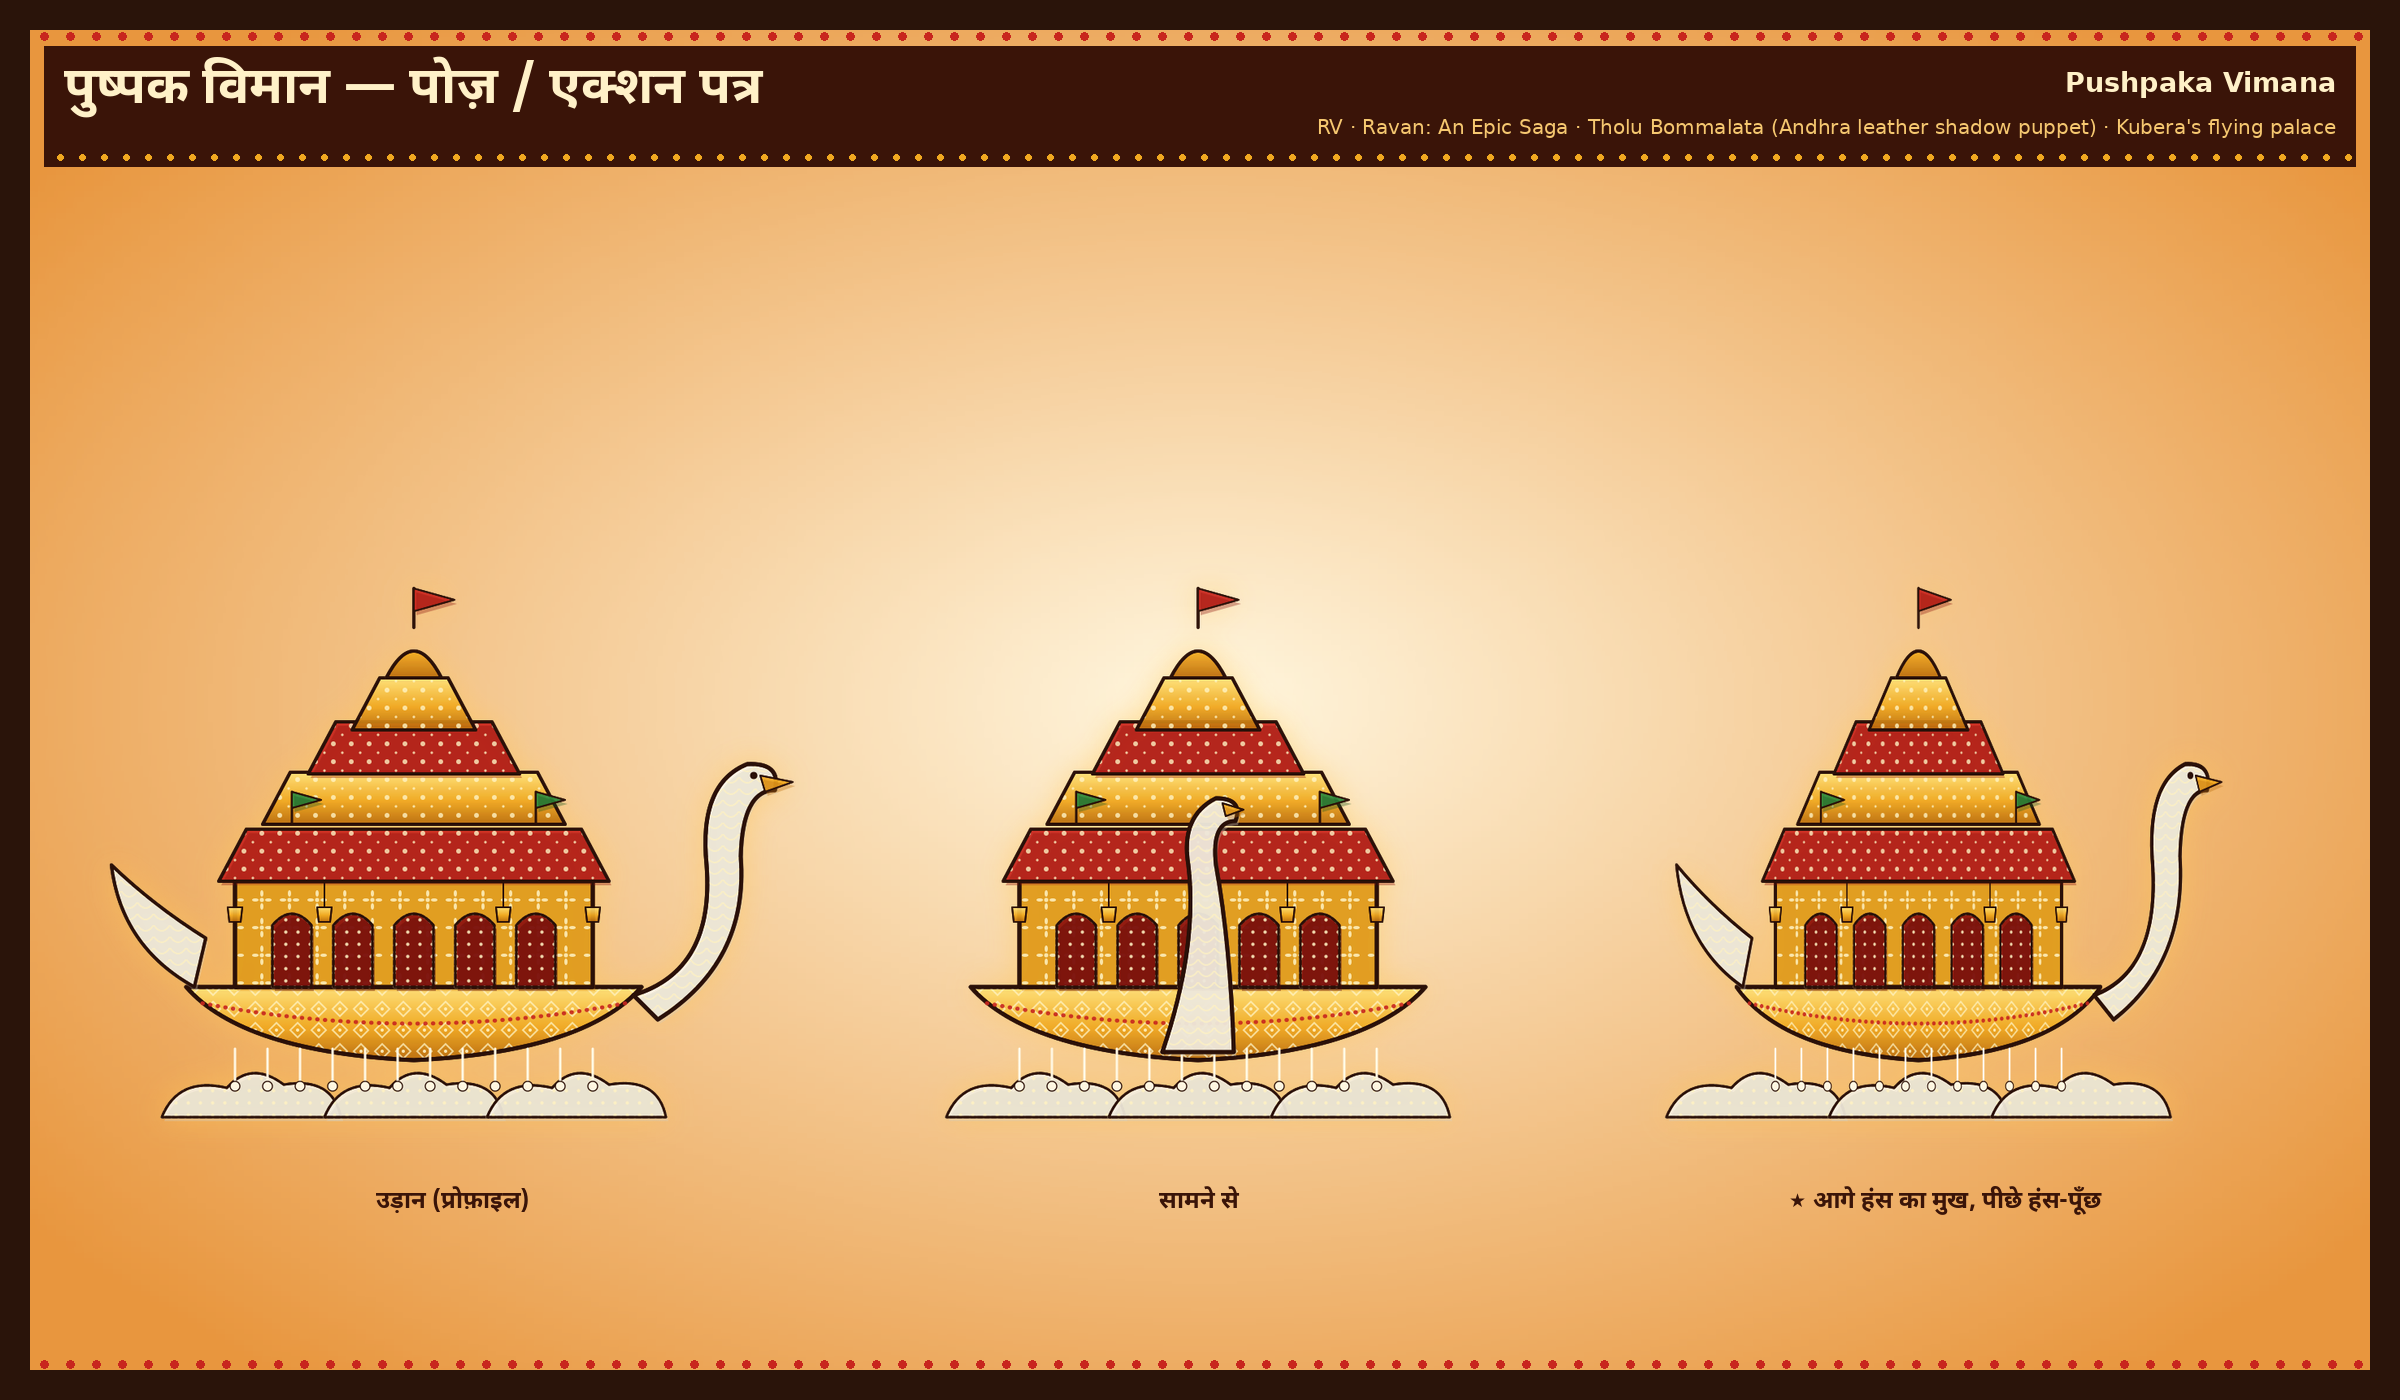 पुष्पक विमान — पोज़ / एक्शन पत्र
Pushpaka Vimana
RV · Ravan: An Epic Saga · Tholu Bommalata (Andhra leather shadow puppet) · Kubera's flying palace
उड़ान (प्रोफ़ाइल)
सामने से
★ आगे हंस का मुख, पीछे हंस-पूँछ